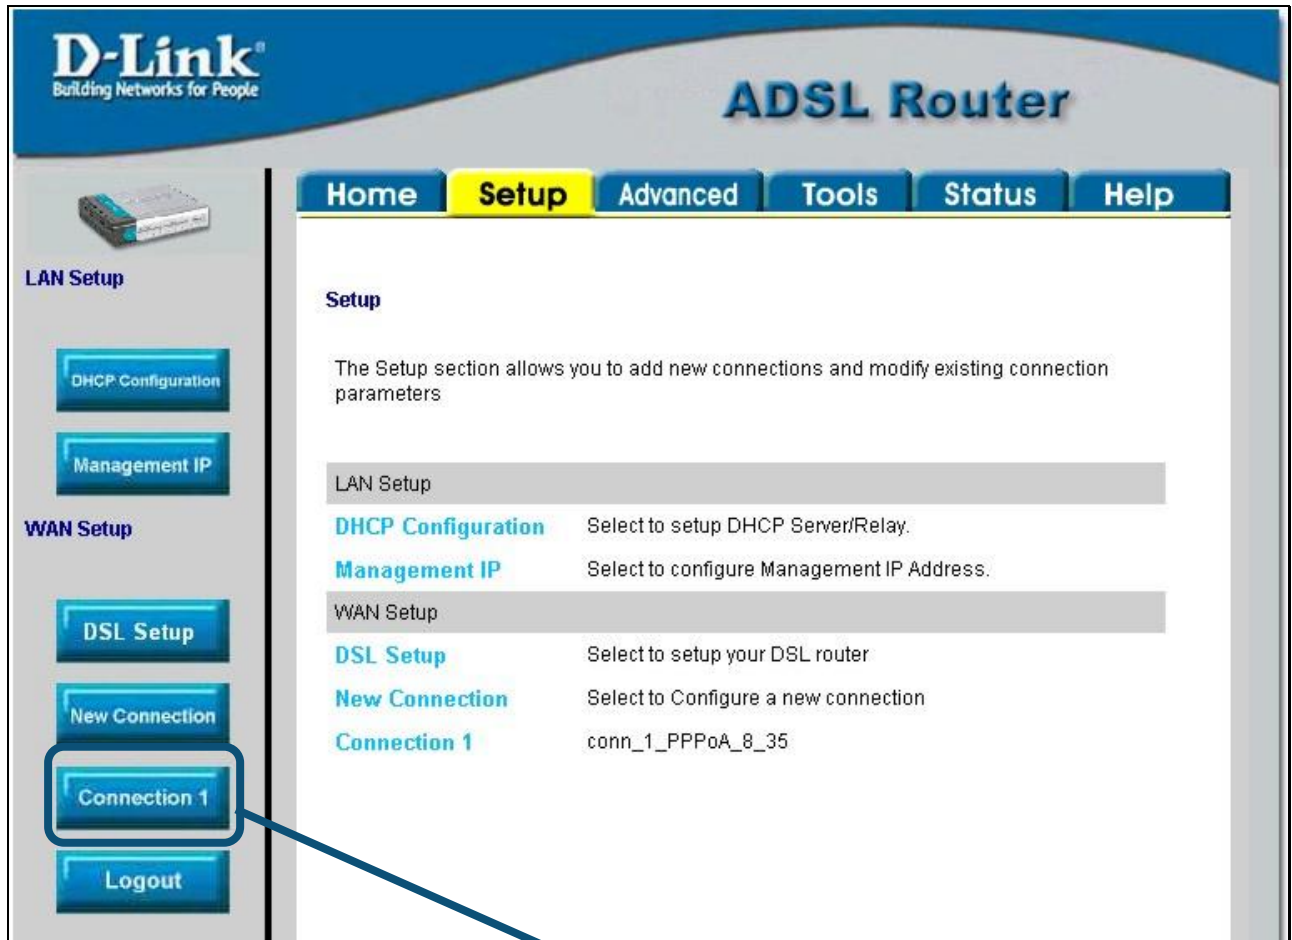 D-Link®
Building Networks for People
ADSL Router
Home Setup Advanced Tools Status Help
LAN Setup
DHCP Configuration
Management IP
WAN Setup
DSL Setup
New Connection
Connection 1
Logout
Setup
The Setup section allows you to add new connections and modify existing connection
parameters
LAN Setup
DHCP Configuration Select to setup DHCP Server/Relay.
Management IP Select to configure Management IP Address.
WAN Setup
DSL Setup Select to setup your DSL router
New Connection Select to Configure a new connection
Connection 1 conn_1_PPPoA_8_35